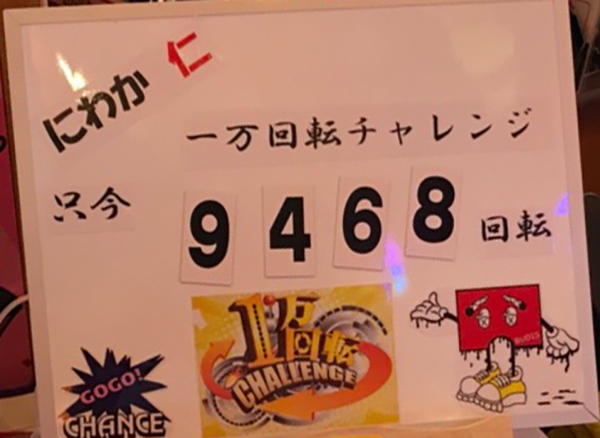 にわか 仁
一万回転チャレンジ
只今 9468 回転
1万
回転
CHALLENGE
GOGO!
CHANCE